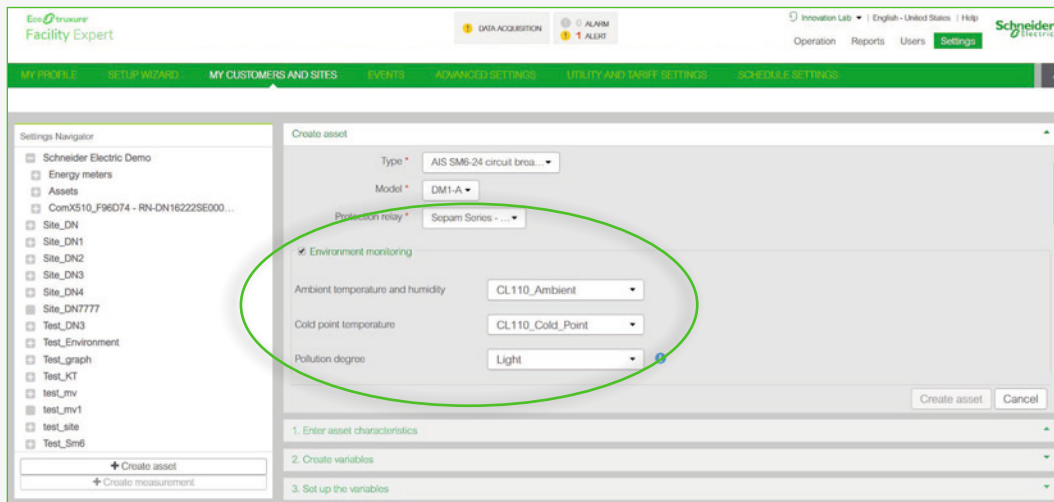 EcoStruxure
Facility Expert
DATA ACQUISITION
0 ALARM
1 ALERT
Innovation Lab | English - United States | Help
Schneider
Electric
Operation Reports Users Settings
MY PROFILE SETUP WIZARD MY CUSTOMERS AND SITES EVENTS ADVANCED SETTINGS UTILITY AND TARIFF SETTINGS SCHEDULE SETTINGS
Settings Navigator
Schneider Electric Demo
Energy meters
Assets
ComX510_F96D74 - RN-DN16222SE000...
Site_DN
Site_DN1
Site_DN2
Site_DN3
Site_DN4
Site_DN7777
Test_DN3
Test_Environment
Test_graph
Test_KT
test_mv
test_mv1
test_site
Test_Sm6
+ Create asset
+ Create measurement
Create asset
Type * AIS SM6-24 circuit brea...
Model * DM1-A
Protection relay * Sepam Series - ...
Environment monitoring
Ambient temperature and humidity CL110_Ambient
Cold point temperature CL110_Cold_Point
Pollution degree Light
Create asset Cancel
1. Enter asset characteristics
2. Create variables
3. Set up the variables